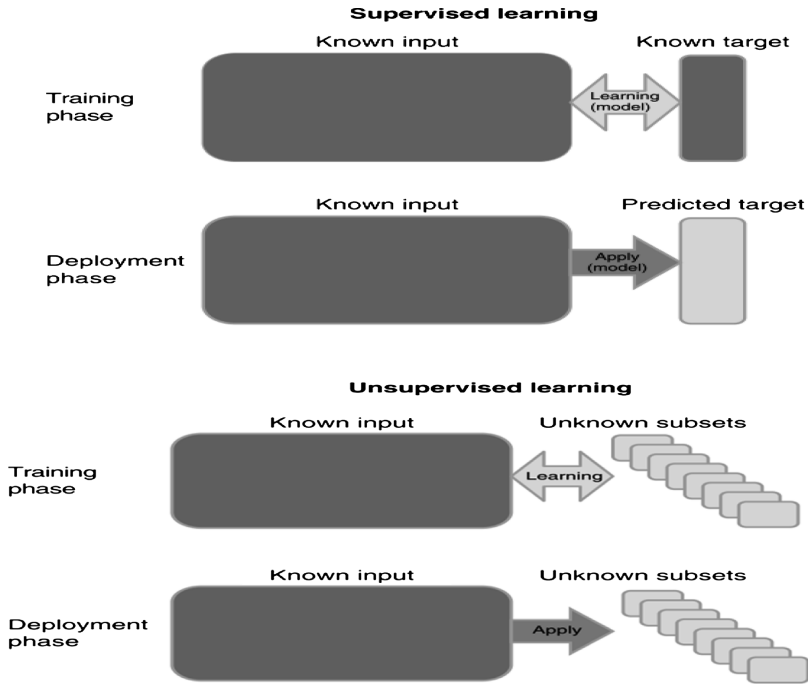 Supervised learning
Known input
Known target
Training
phase
Learning
(model)
Known input
Predicted target
Deployment
phase
Apply
(model)
Unsupervised learning
Known input
Unknown subsets
Training
phase
Learning
Known input
Unknown subsets
Deployment
phase
Apply